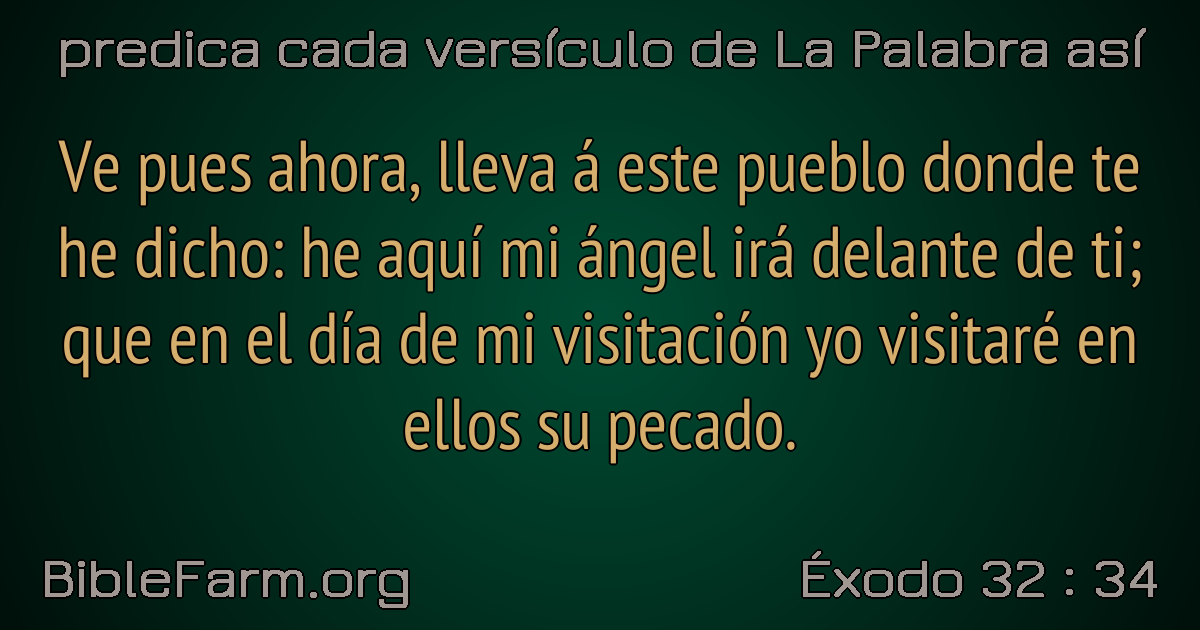 predica cada versículo de La Palabra así
Ve pues ahora, lleva á este pueblo donde te
he dicho: he aquí mi ángel irá delante de ti;
que en el día de mi visitación yo visitaré en
ellos su pecado.
BibleFarm.org
Éxodo 32 : 34